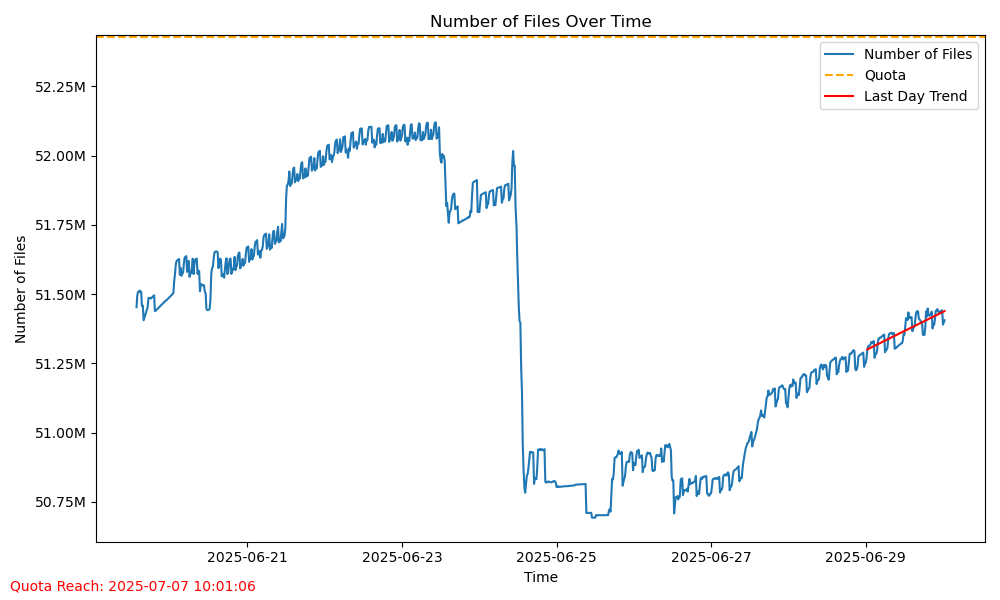 Number of Files Over Time
Number of Files
Quota
Last Day Trend
52.25M
52.00M
51.75M
51.50M
51.25M
51.00M
50.75M
Number of Files
2025-06-21
2025-06-23
2025-06-25
2025-06-27
2025-06-29
Time
Quota Reach: 2025-07-07 10:01:06